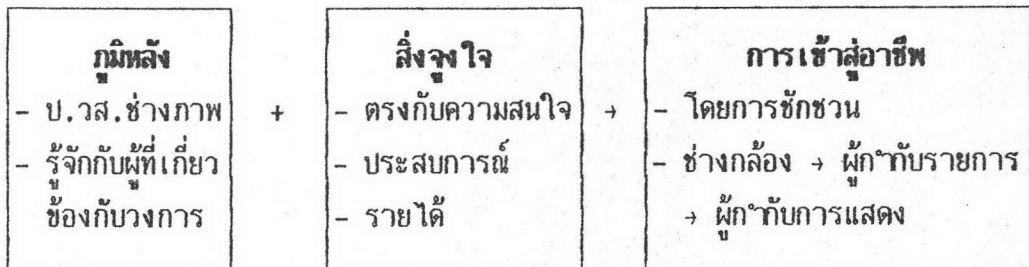 ภูมิหลัง
- ป.วส.ช่างภาพ
- รู้จักกับผู้ที่เกี่ยว
ข้องกับวงการ
+
สิ่งจูงใจ
- ตรงกับความสนใจ
- ประสบการณ์
- รายได้
→
การเข้าสู่อาชีพ
- โดยการชักชวน
- ช่างกล้อง → ผู้กำกับรายการ
→ ผู้กำกับการแสดง